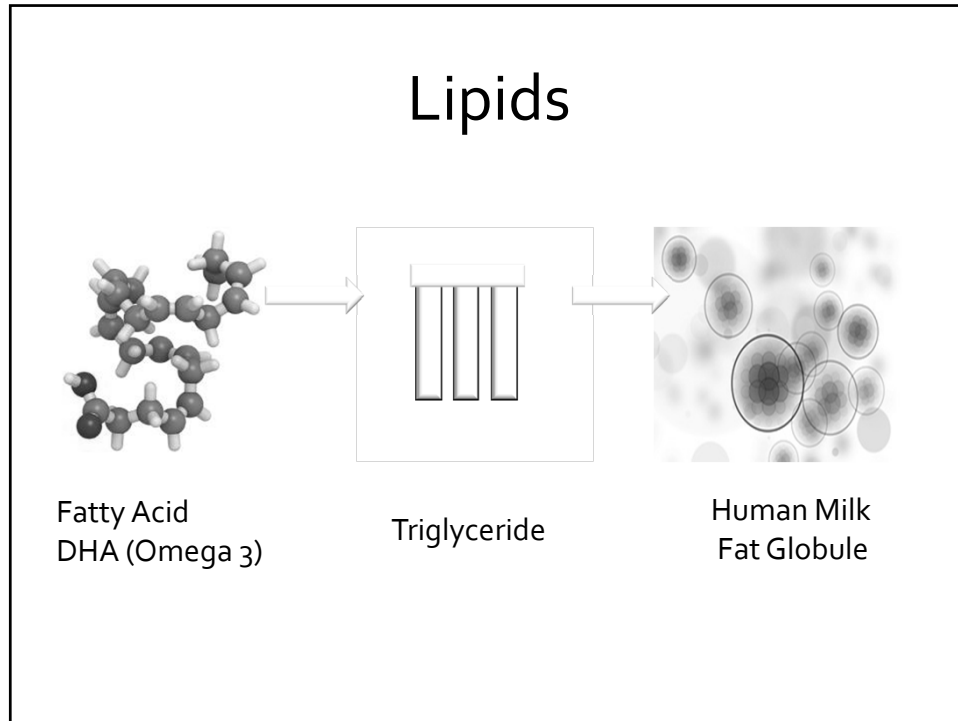 Lipids
Fatty Acid
DHA (Omega 3)
Triglyceride
Human Milk
Fat Globule